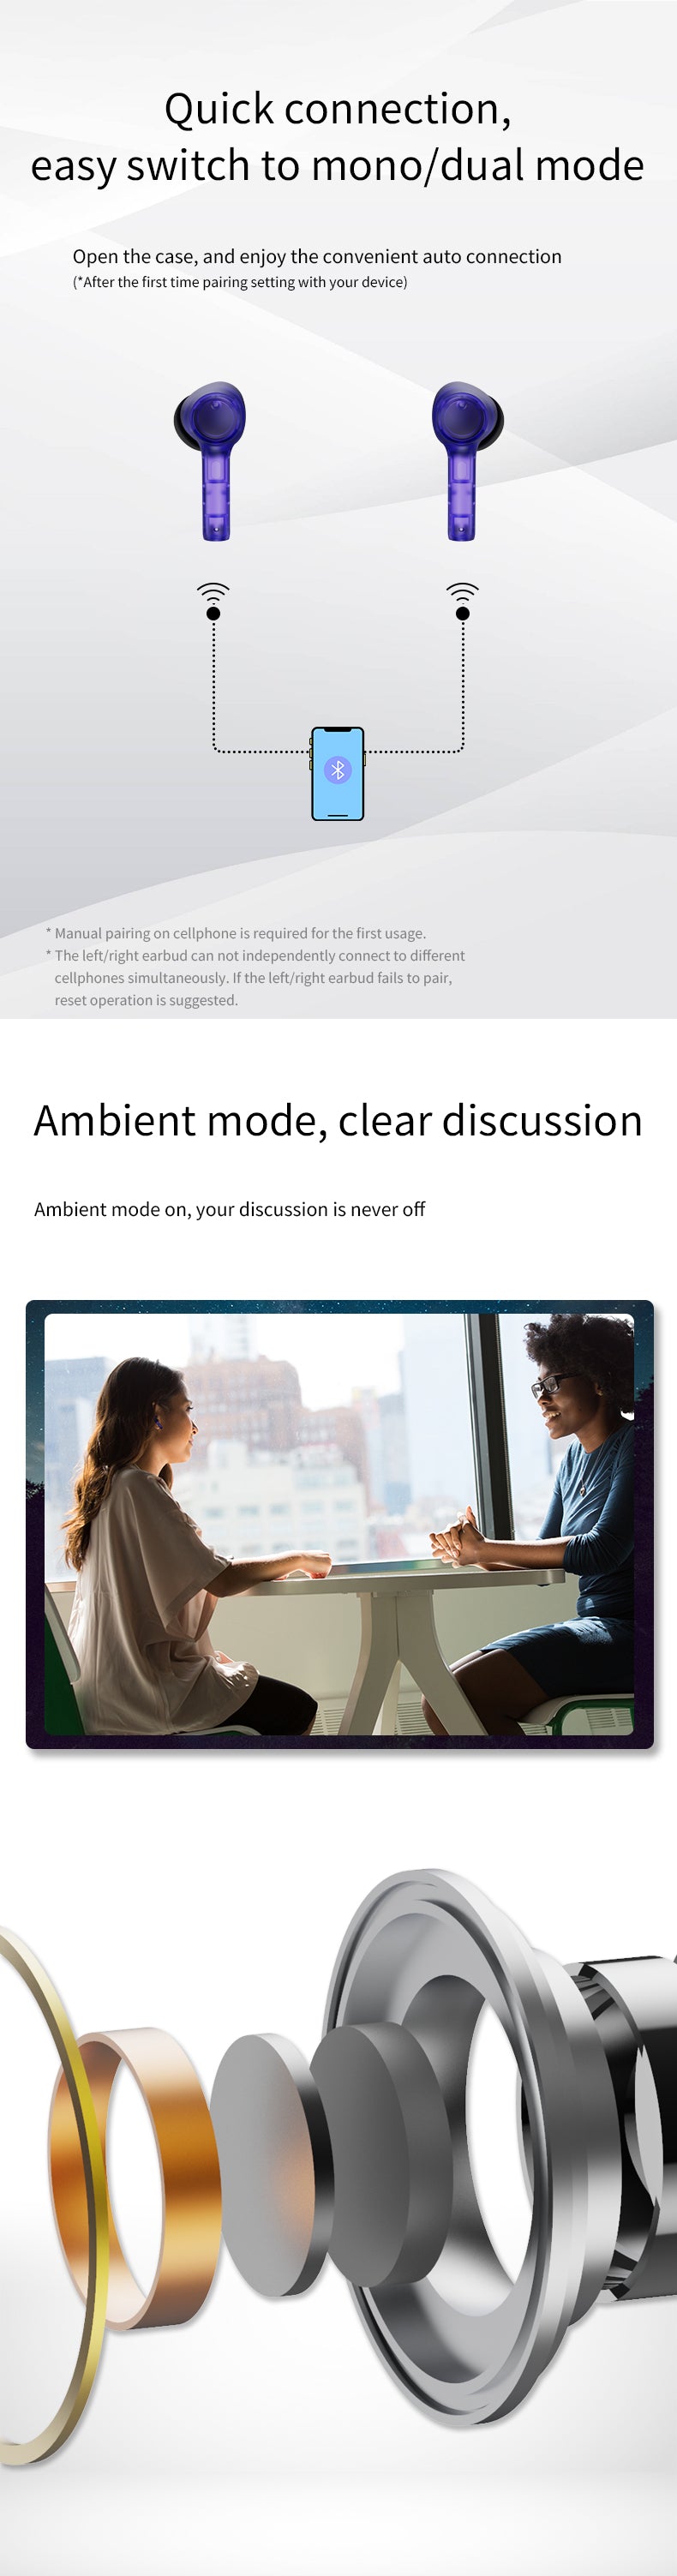 Quick connection,
easy switch to mono/dual mode
Open the case, and enjoy the convenient auto connection
(*After the first time pairing setting with your device)
* Manual pairing on cellphone is required for the first usage.
* The left/right earbud can not independently connect to different
cellphones simultaneously. If the left/right earbud fails to pair,
reset operation is suggested.
Ambient mode, clear discussion
Ambient mode on, your discussion is never off